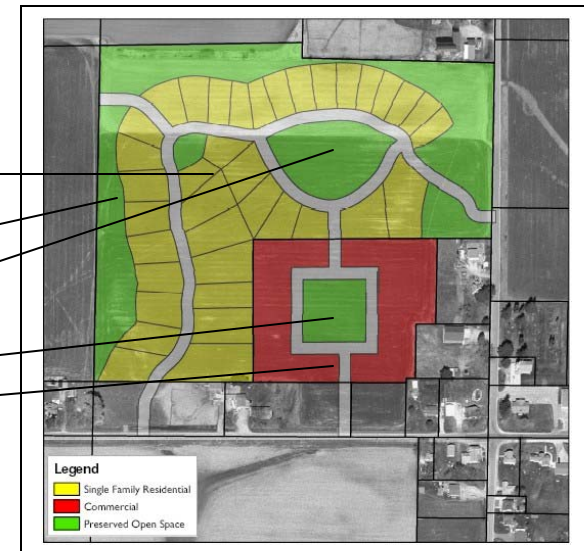 Legend
Single Family Residential
Commercial
Preserved Open Space